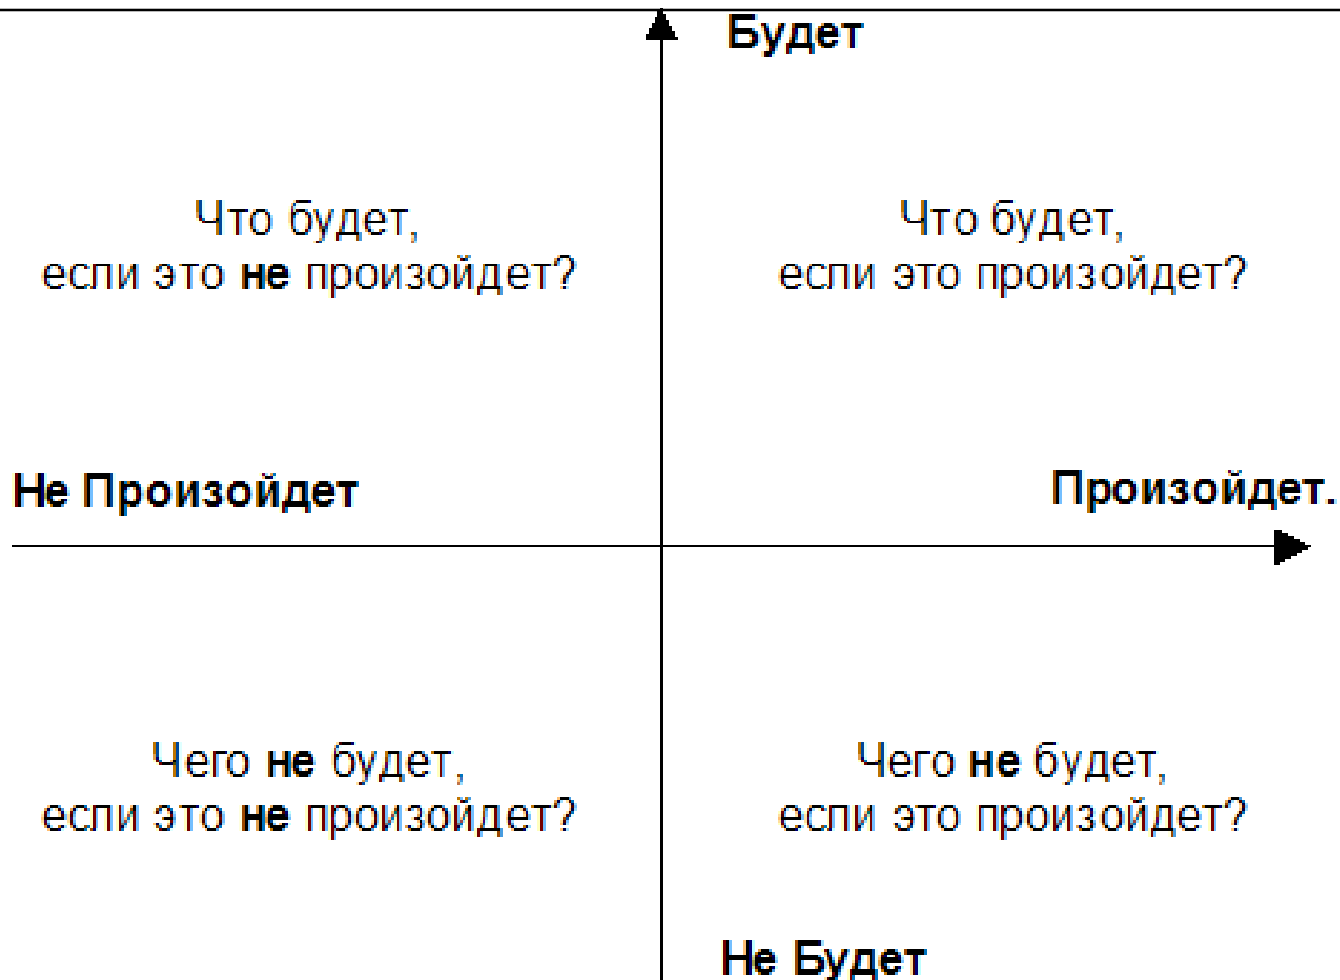 Будет
Что будет,
если это не произойдет?
Что будет,
если это произойдет?
Не Произойдет
Произойдет.
Чего не будет,
если это не произойдет?
Чего не будет,
если это произойдет?
Не Будет